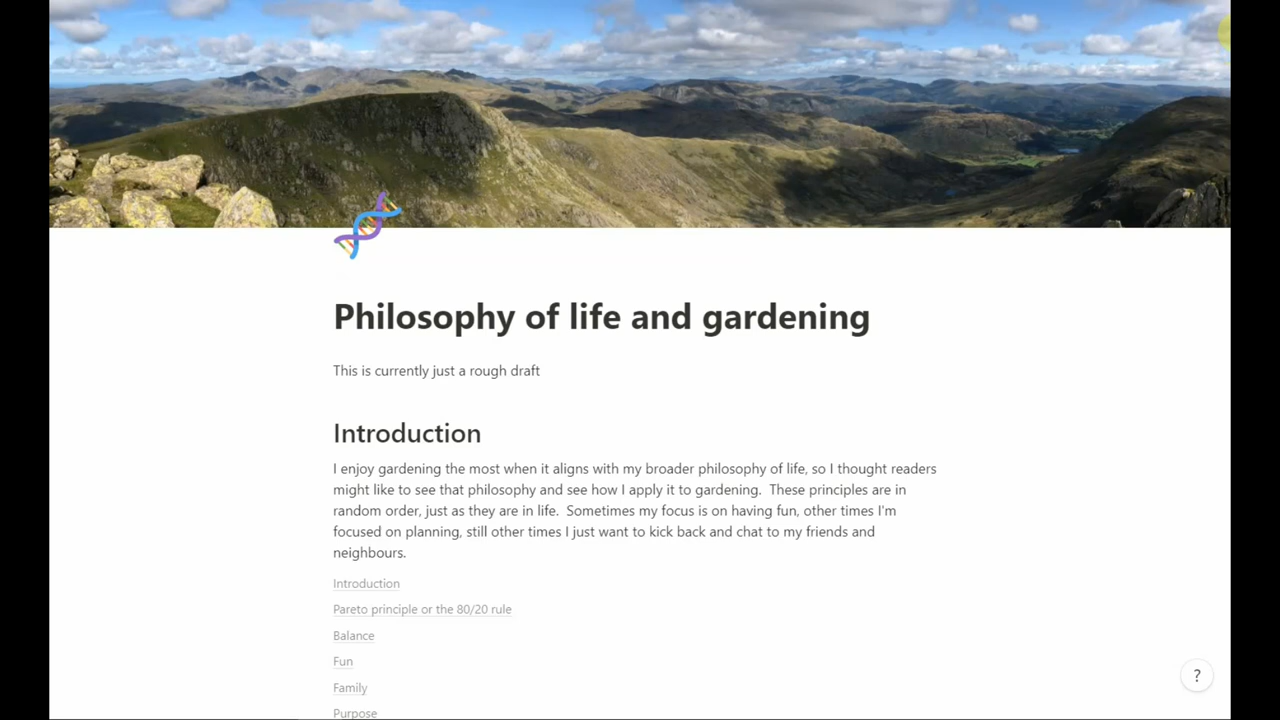 Philosophy of life and gardening
This is currently just a rough draft
Introduction
I enjoy gardening the most when it aligns with my broader philosophy of life, so I thought readers
might like to see that philosophy and see how I apply it to gardening.  These principles are in
random order, just as they are in life.  Sometimes my focus is on having fun, other times I'm
focused on planning, still other times I just want to kick back and chat to my friends and
neighbours.
Introduction
Pareto principle or the 80/20 rule
Balance
Fun
Family
Purpose
?